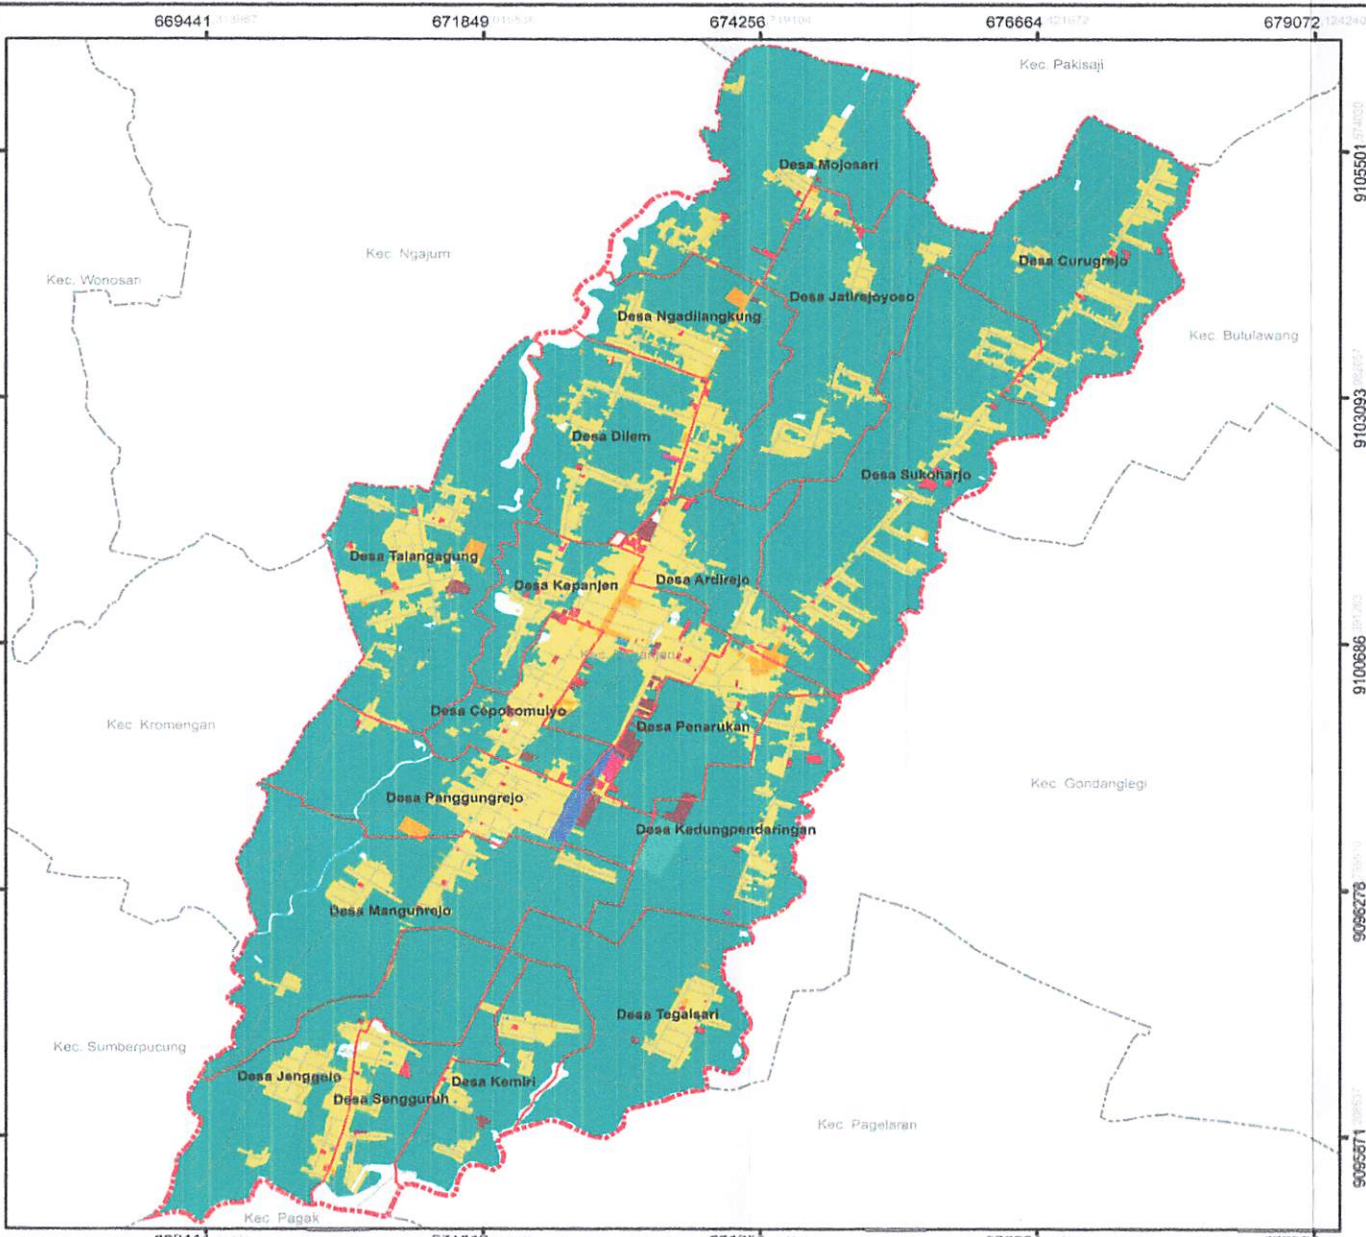 669441
671849
674256
676664
679072
Kec. Pakisaji
9105501
Desa Mojosari
Kec. Ngajum
Desa Curugrejo
Kec. Wonosari
Desa Jatirejoyoso
Desa Ngadilangkung
Kec. Bululawang
9103093
Desa Dilem
Desa Sukoharjo
Desa Talangagung
Desa Ardirejo
Desa Kepanjen
9100686
Desa Cepokomulyo
Kec. Kromengan
Desa Penarukan
Kec. Gondanglegi
Desa Panggungrejo
Desa Kedungpendaringan
9098278
Desa Mangunrejo
Desa Tegalsari
Kec. Sumberpucung
Desa Jenggolo
Desa Kemiri
Desa Sengguruh
Kec. Pagelaran
9095871
Kec. Pagak